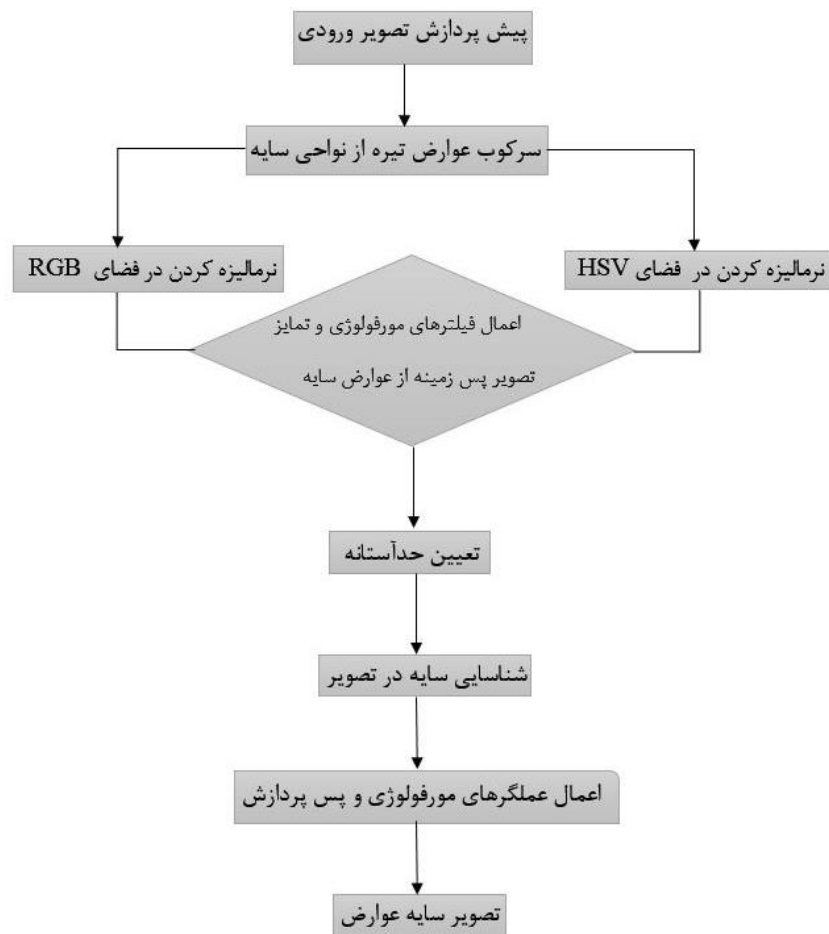 پیش پردازش تصویر ورودی
سرکوب عوارض تیره از نواحی سایه
نرمالیزه کردن در فضای HSV
نرمالیزه کردن در فضای RGB
اعمال فیلترهای مورفولوژی و تمایز
تصویر پس زمینه از عوارض سایه
تعیین حدآستانه
شناسایی سایه در تصویر
اعمال عملگرهای مورفولوژی و پس پردازش
تصویر سایه عوارض